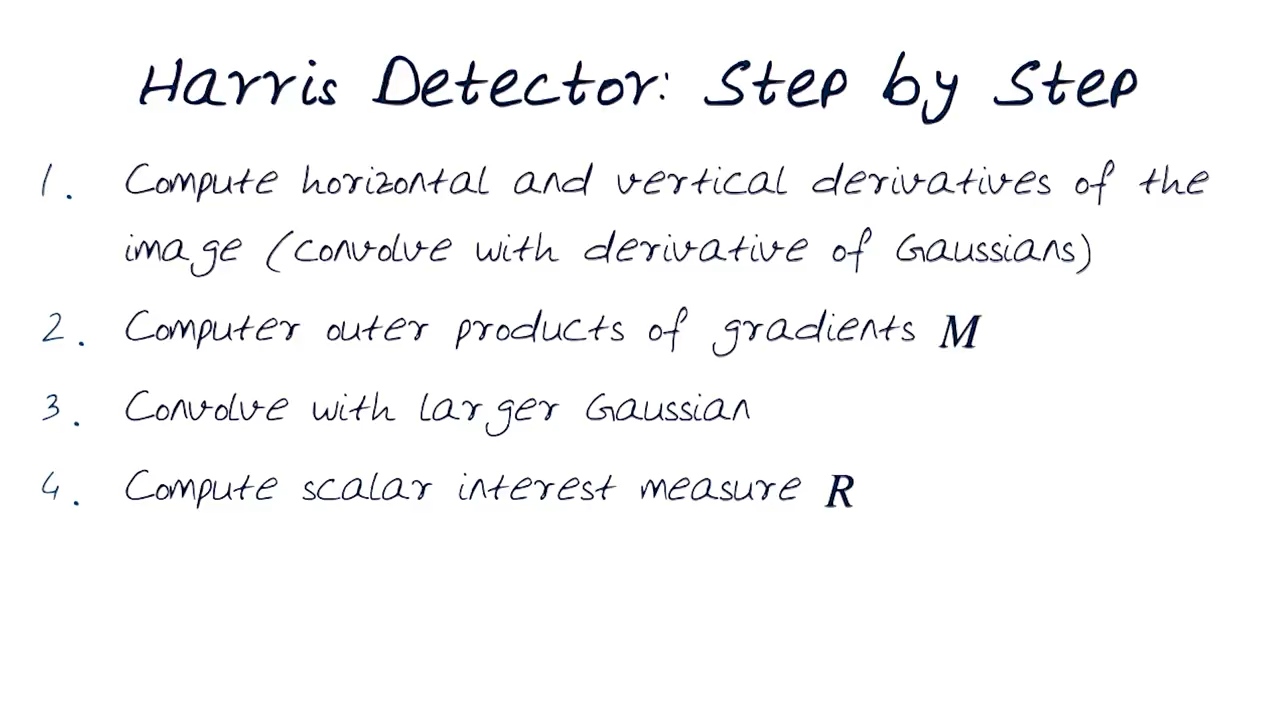 Harris Detector: Step by Step
1. Compute horizontal and vertical derivatives of the
image (convolve with derivative of Gaussians)
2. Computer outer products of gradients M
3. Convolve with larger Gaussian
4. Compute scalar interest measure R